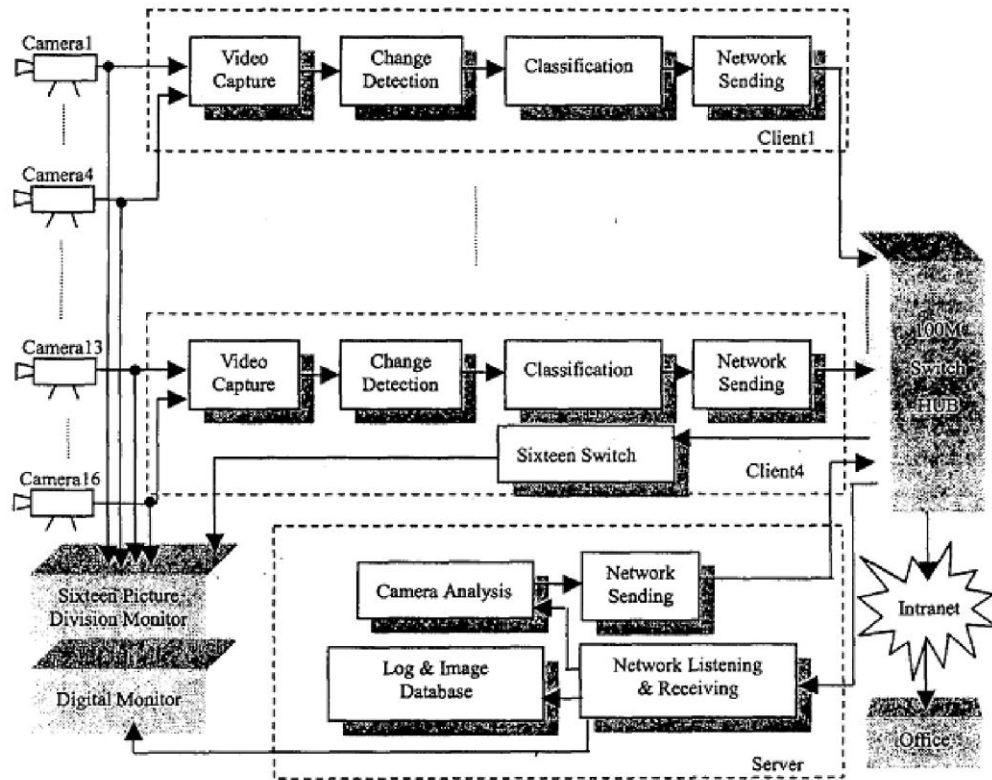 Camera1
Video
Capture
Change
Detection
Classification
Network
Sending
Client1
Camera4
100M
Switch
HUB
Camera13
Video
Capture
Change
Detection
Classification
Network
Sending
Sixteen Switch
Client4
Camera16
Sixteen Picture
Division Monitor
Digital Monitor
Camera Analysis
Network
Sending
Log & Image
Database
Network Listening
& Receiving
Server
Intranet
Office